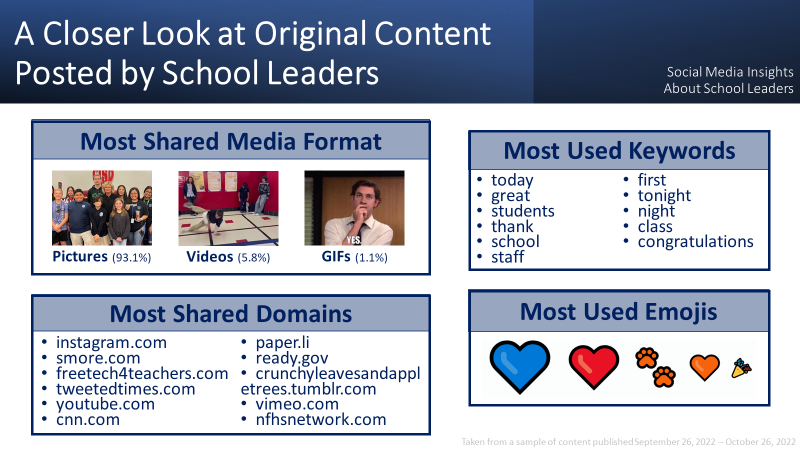 A Closer Look at Original Content
Posted by School Leaders
Social Media Insights
About School Leaders
Most Shared Media Format
YES.
Pictures (93.1%)
Videos (5.8%)
GIFs (1.1%)
Most Used Keywords
• today
• great
• students
• thank
• school
• staff
• first
• tonight
• night
• class
• congratulations
Most Shared Domains
• instagram.com
• smore.com
• freetech4teachers.com
• tweetedtimes.com
• youtube.com
• cnn.com
• paper.li
• ready.gov
• crunchyleavesandappl
etrees.tumblr.com
• vimeo.com
• nfhsnetwork.com
Most Used Emojis
Taken from a sample of content published September 26, 2022 – October 26, 2022